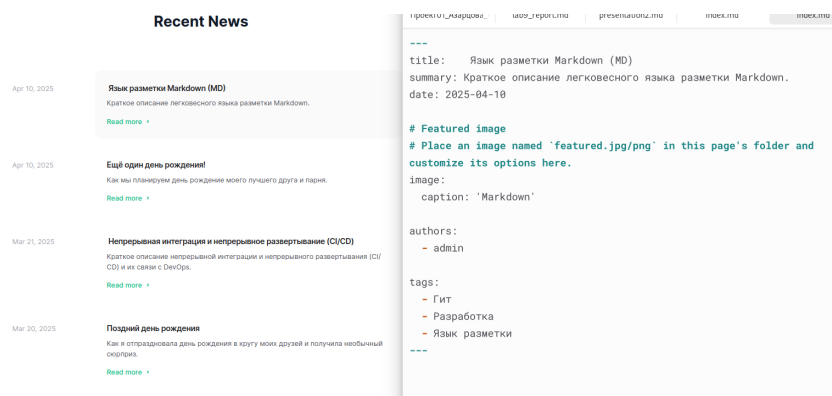 Recent News
Apr 10, 2025
Язык разметки Markdown (MD)
Краткое описание легковесного языка разметки Markdown.
Read more
Apr 10, 2025
Ещё один день рождения!
Как мы планируем день рождение моего лучшего друга и парня.
Read more
Mar 21, 2025
Непрерывная интеграция и непрерывное развертывание (CI/CD)
Краткое описание непрерывной интеграции и непрерывного развертывания (CI/
CD) и их связи с DevOps.
Read more
Mar 20, 2025
Поздний день рождения
Как я отпраздновала день рождения в кругу моих друзей и получила необычный
сюрприз.
Read more
lab9_report.md
presentation2.md
index.md
index.md
---
title:    Язык разметки Markdown (MD)
summary: Краткое описание легковесного языка разметки Markdown.
date: 2025-04-10
# Featured image
# Place an image named `featured.jpg/png` in this page's folder and
customize its options here.
image:
  caption: 'Markdown'
authors:
  - admin
tags:
  - Гит
  - Разработка
  - Язык разметки
---